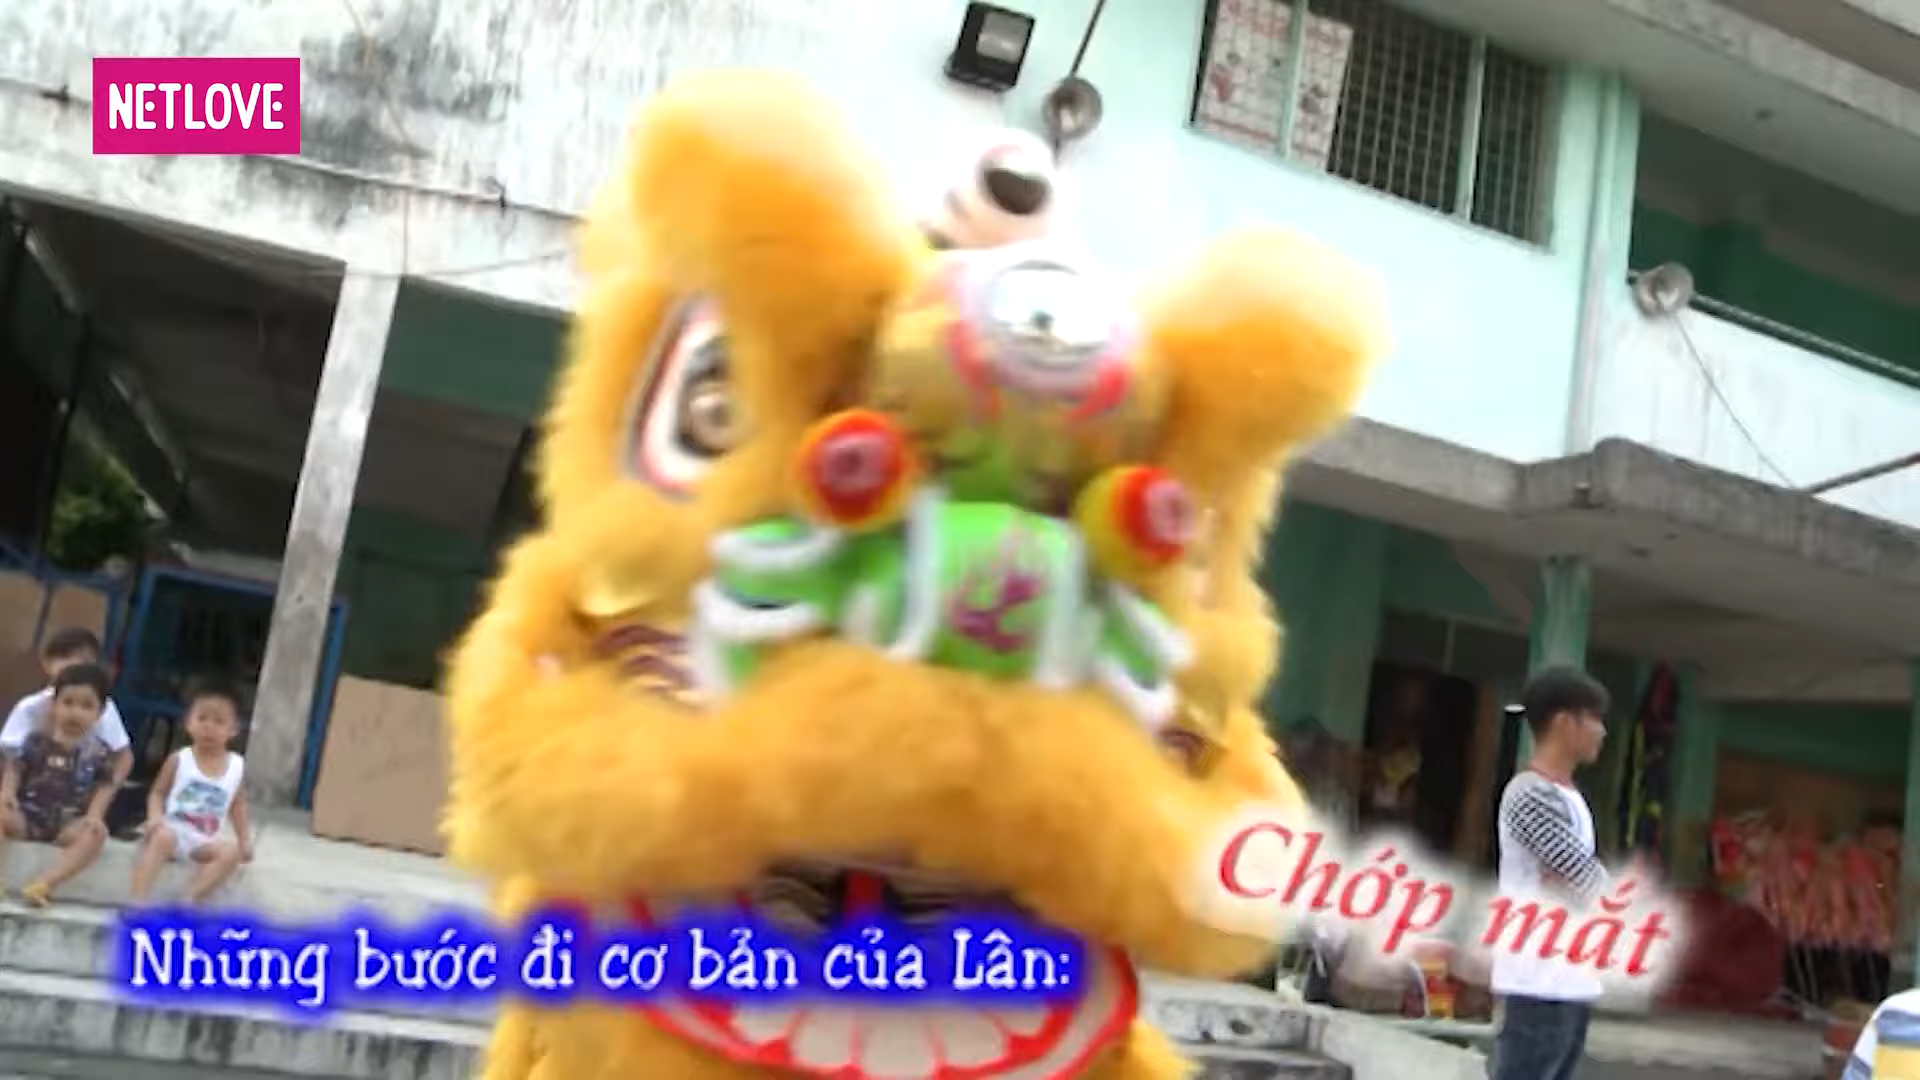 NETLOVE
Chớp mắt
Những bước đi cơ bản của Lân: